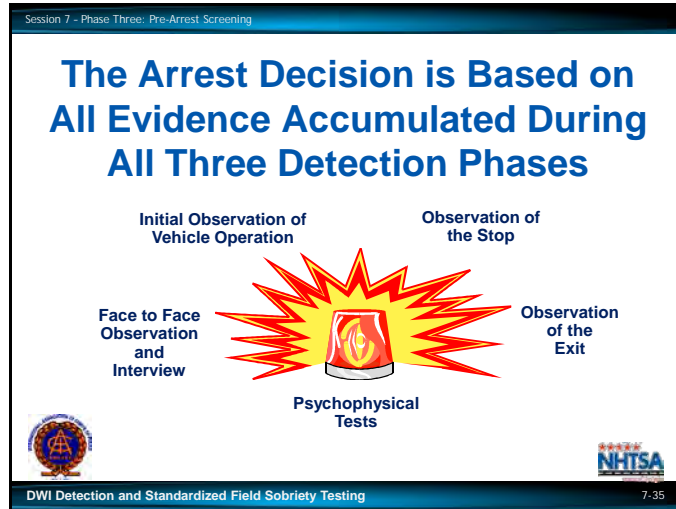 Session 7 – Phase Three: Pre-Arrest Screening
The Arrest Decision is Based on
All Evidence Accumulated During
All Three Detection Phases
Initial Observation of
Vehicle Operation
Observation of
the Stop
Face to Face
Observation
and
Interview
Observation
of the
Exit
Psychophysical
Tests
NHTSA
DWI Detection and Standardized Field Sobriety Testing
7-35